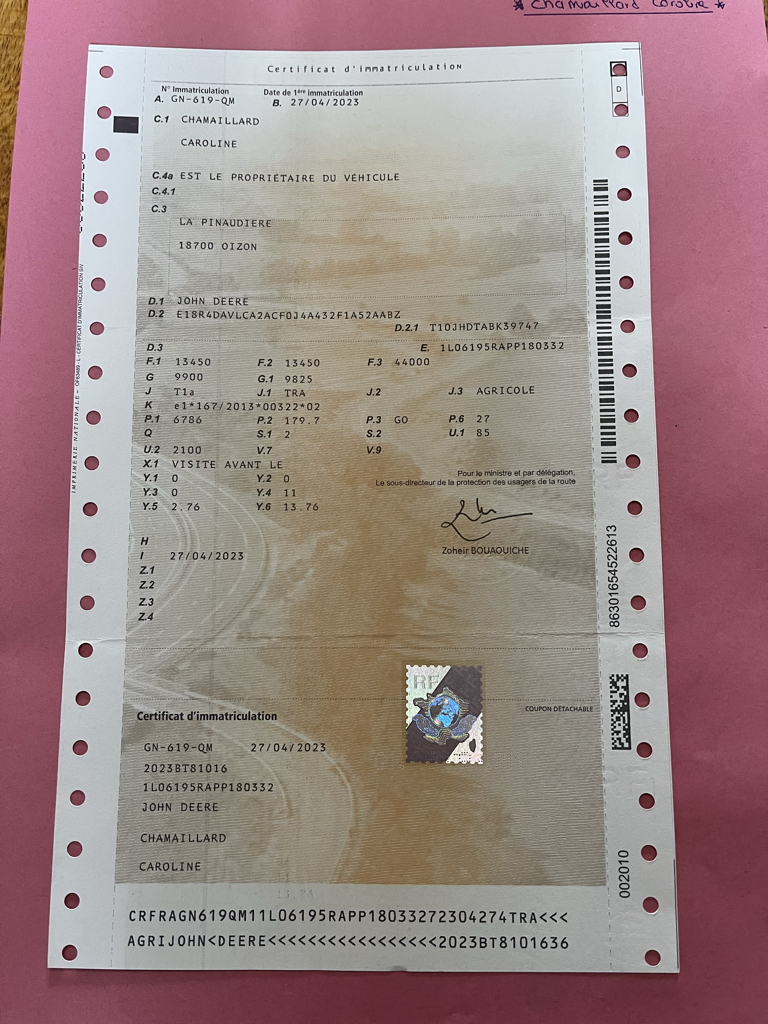 * Chamaillard Caroline *
Certificat d'immatriculation
N° Immatriculation Date de 1ère immatriculation
A. GN-619-QM B. 27/04/2023
D
C.1 CHAMAILLARD
CAROLINE
C.4a EST LE PROPRIÉTAIRE DU VÉHICULE
C.4.1
C.3
LA PINAUDIERE
18700 OIZON
D.1 JOHN DEERE
D.2 E18R4DAVLCA2ACF0J4A432F1A52AABZ
D.2.1 T10JHDTABK39747
D.3 E. 1L06195RAPP180332
F.1 13450 F.2 13450 F.3 44000
G 9900 G.1 9825
J T1a J.1 TRA J.2 J.3 AGRICOLE
K e1*167/2013*00322*02
P.1 6786 P.2 179.7 P.3 GO P.6 27
Q S.1 2 S.2 U.1 85
U.2 2100 V.7 V.9
X.1 VISITE AVANT LE
Y.1 0 Y.2 0
Y.3 0 Y.4 11
Y.5 2.76 Y.6 13.76
Pour le ministre et par délégation,
Le sous-directeur de la protection des usagers de la route
Zoheir BOUAOUICHE
H
I 27/04/2023
Z.1
Z.2
Z.3
Z.4
RF
COUPON DÉTACHABLE
Certificat d'immatriculation
GN-619-QM 27/04/2023
2023BT81016
1L06195RAPP180332
JOHN DEERE
CHAMAILLARD
CAROLINE
CRFRAGN619QM11L06195RAPP18033272304274TRA<<<
AGRIJOHN<DEERE<<<<<<<<<<<<<<<<<2023BT8101636
86301654522613
002010